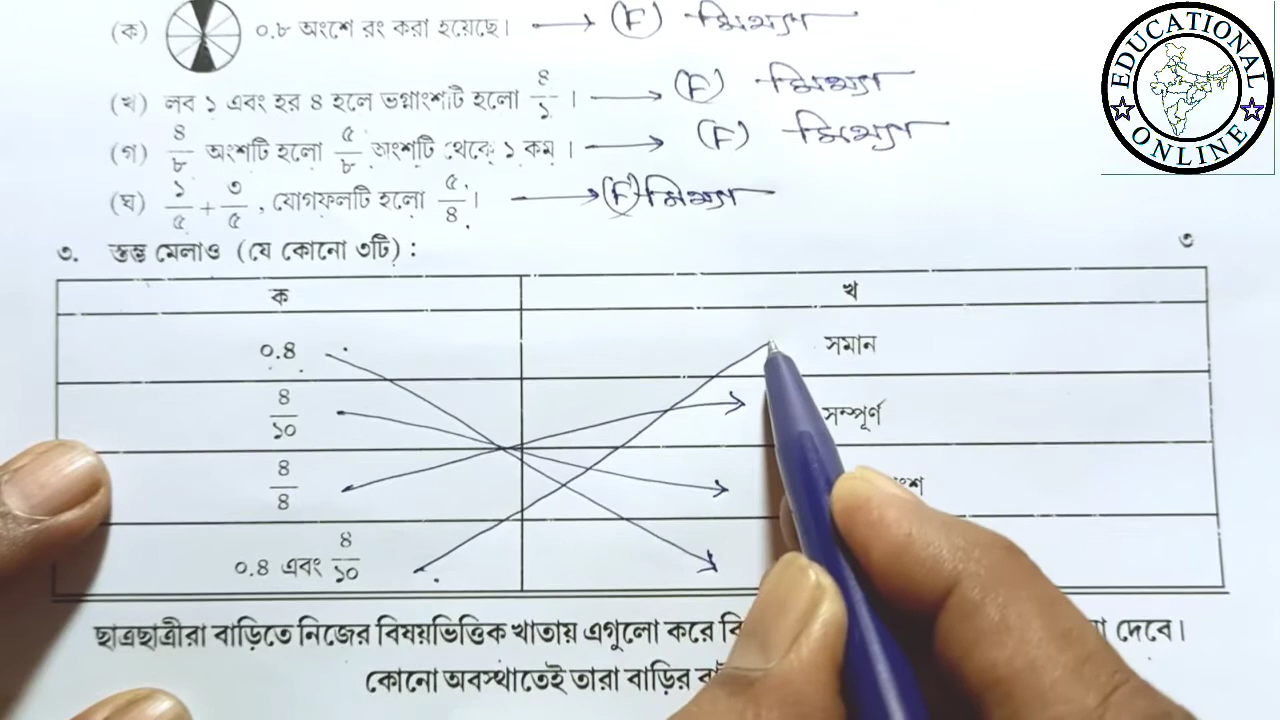 (ক) ০.৮ অংশে রং করা হয়েছে। (F) মিথ্যা
(খ) লব ১ এবং হর ৪ হলে ভগ্নাংশটি হলো ৪/১ । (F) মিথ্যা
(গ) ৪/৮ অংশটি হলো ৫/৮ অংশটি থেকে ১ কম । (F) মিথ্যা
(ঘ) ১/৫ + ৩/৫ , যোগফলটি হলো ৫/৪ । (F) মিথ্যা
৩. স্তম্ভ মেলাও (যে কোনো ৩টি) : ৩
ক খ
০.৪ সমান
৪/১০ সম্পূর্ণ
৪/৪
০.৪ এবং ৪/১০
ছাত্রছাত্রীরা বাড়িতে নিজের বিষয়ভিত্তিক খাতায় এগুলো করে দেবে।
কোনো অবস্থাতেই তারা বাড়ির
EDUCATIONAL
ONLINE